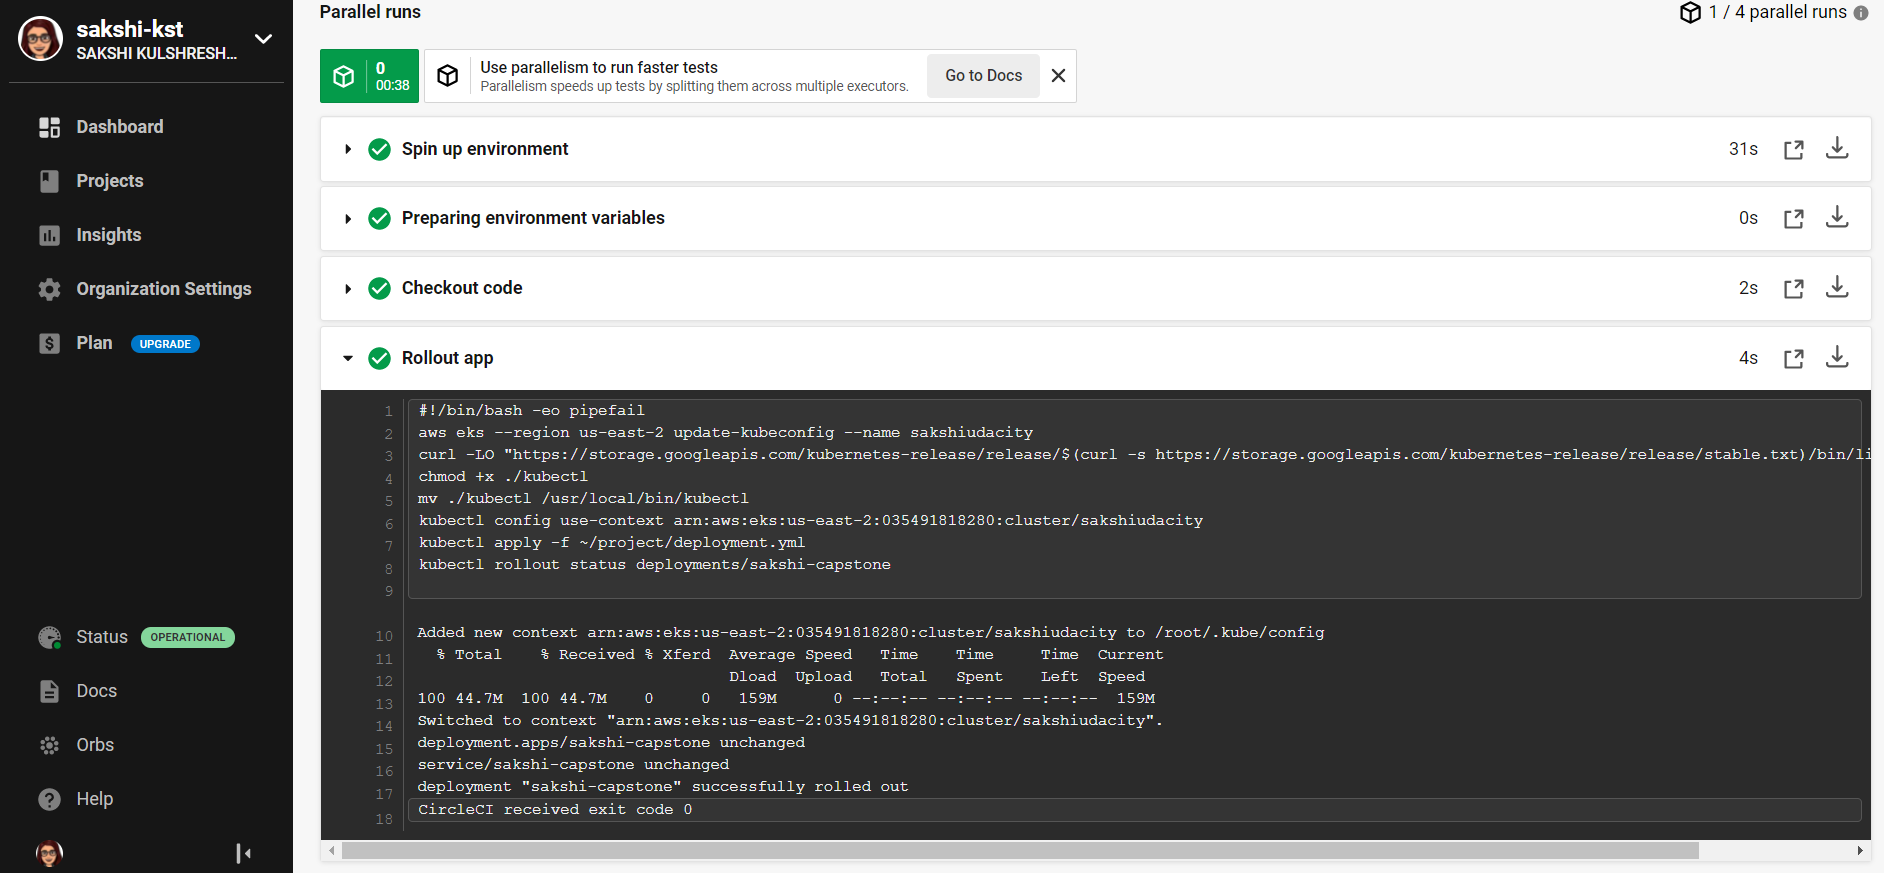 sakshi-kst
SAKSHI KULSHRESH...
Dashboard
Projects
Insights
Organization Settings
Plan UPGRADE
Status OPERATIONAL
Docs
Orbs
Help
Parallel runs
1 / 4 parallel runs
0
00:38
Use parallelism to run faster tests
Parallelism speeds up tests by splitting them across multiple executors.
Go to Docs
Spin up environment 31s
Preparing environment variables 0s
Checkout code 2s
Rollout app 4s
1 #!/bin/bash -eo pipefail
2 aws eks --region us-east-2 update-kubeconfig --name sakshiudacity
3 curl -LO "https://storage.googleapis.com/kubernetes-release/release/$(curl -s https://storage.googleapis.com/kubernetes-release/release/stable.txt)/bin/li
4 chmod +x ./kubectl
5 mv ./kubectl /usr/local/bin/kubectl
6 kubectl config use-context arn:aws:eks:us-east-2:035491818280:cluster/sakshiudacity
7 kubectl apply -f ~/project/deployment.yml
8 kubectl rollout status deployments/sakshi-capstone
9
10 Added new context arn:aws:eks:us-east-2:035491818280:cluster/sakshiudacity to /root/.kube/config
11 % Total % Received % Xferd Average Speed Time Time Time Current
12 Dload Upload Total Spent Left Speed
13 100 44.7M 100 44.7M 0 0 159M 0 --:--:-- --:--:-- --:--:-- 159M
14 Switched to context "arn:aws:eks:us-east-2:035491818280:cluster/sakshiudacity".
15 deployment.apps/sakshi-capstone unchanged
16 service/sakshi-capstone unchanged
17 deployment "sakshi-capstone" successfully rolled out
18 CircleCI received exit code 0